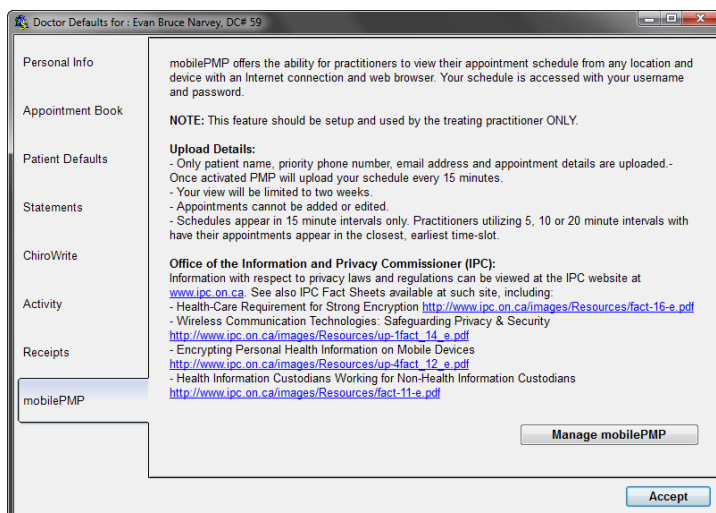 Doctor Defaults for : Evan Bruce Narvey, DC# 59
Personal Info
Appointment Book
Patient Defaults
Statements
ChiroWrite
Activity
Receipts
mobilePMP
mobilePMP offers the ability for practitioners to view their appointment schedule from any location and
device with an Internet connection and web browser. Your schedule is accessed with your username
and password.
NOTE: This feature should be setup and used by the treating practitioner ONLY.
Upload Details:
- Only patient name, priority phone number, email address and appointment details are uploaded.-
Once activated PMP will upload your schedule every 15 minutes.
- Your view will be limited to two weeks.
- Appointments cannot be added or edited.
- Schedules appear in 15 minute intervals only. Practitioners utilizing 5, 10 or 20 minute intervals with
have their appointments appear in the closest, earliest time-slot.
Office of the Information and Privacy Commissioner (IPC):
Information with respect to privacy laws and regulations can be viewed at the IPC website at
www.ipc.on.ca. See also IPC Fact Sheets available at such site, including:
- Health-Care Requirement for Strong Encryption http://www.ipc.on.ca/images/Resources/fact-16-e.pdf
- Wireless Communication Technologies: Safeguarding Privacy & Security
http://www.ipc.on.ca/images/Resources/up-1fact_14_e.pdf
- Encrypting Personal Health Information on Mobile Devices
http://www.ipc.on.ca/images/Resources/up-4fact_12_e.pdf
- Health Information Custodians Working for Non-Health Information Custodians
http://www.ipc.on.ca/images/Resources/fact-11-e.pdf
Manage mobilePMP
Accept